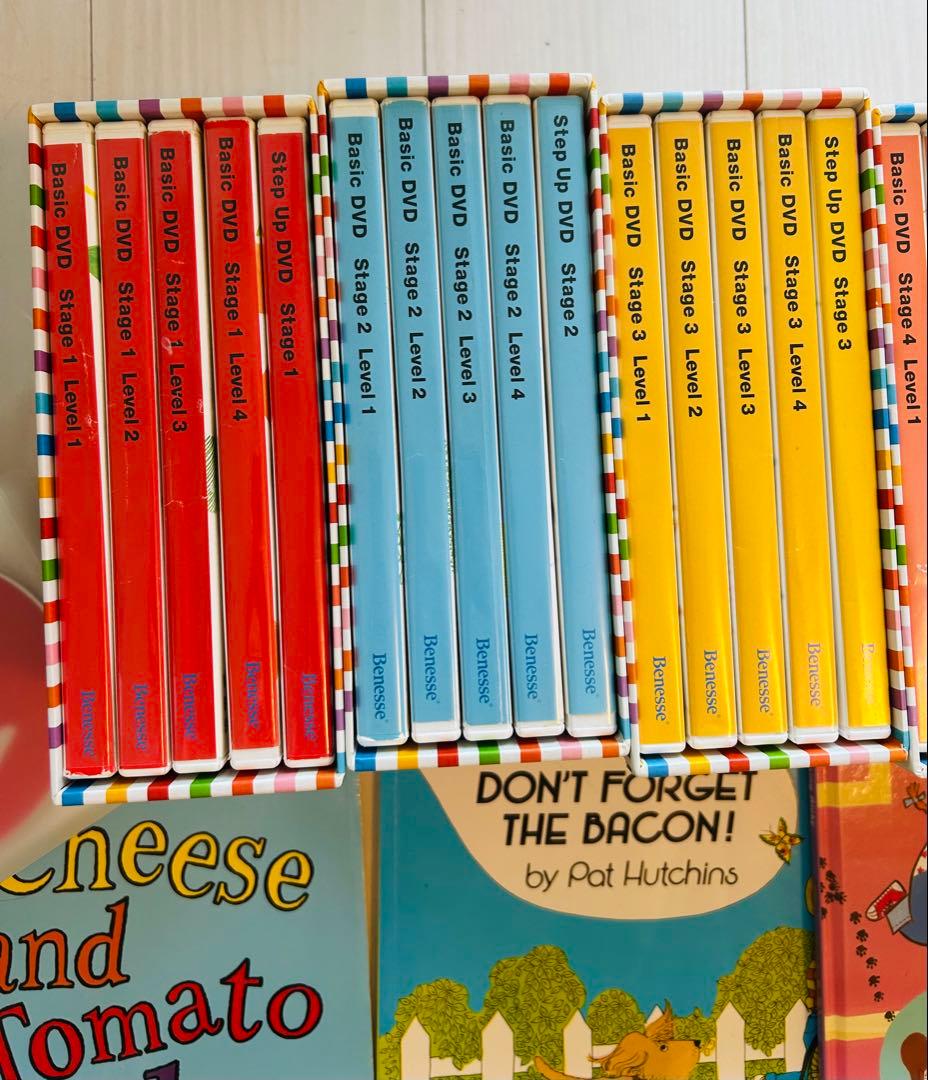 Basic DVD Stage 1 Level 1 Benesse®
Basic DVD Stage 1 Level 2 Benesse®
Basic DVD Stage 1 Level 3 Benesse®
Basic DVD Stage 1 Level 4 Benesse®
Step Up DVD Stage 1 Benesse®
Basic DVD Stage 2 Level 1 Benesse®
Basic DVD Stage 2 Level 2 Benesse®
Basic DVD Stage 2 Level 3 Benesse®
Basic DVD Stage 2 Level 4 Benesse®
Step Up DVD Stage 2 Benesse®
Basic DVD Stage 3 Level 1 Benesse®
Basic DVD Stage 3 Level 2 Benesse®
Basic DVD Stage 3 Level 3 Benesse®
Basic DVD Stage 3 Level 4 Benesse®
Step Up DVD Stage 3 Benesse
Basic DVD Stage 4 Level 1
Cheese
and
Tomato
DON'T FORGET
THE BACON!
by Pat Hutchins